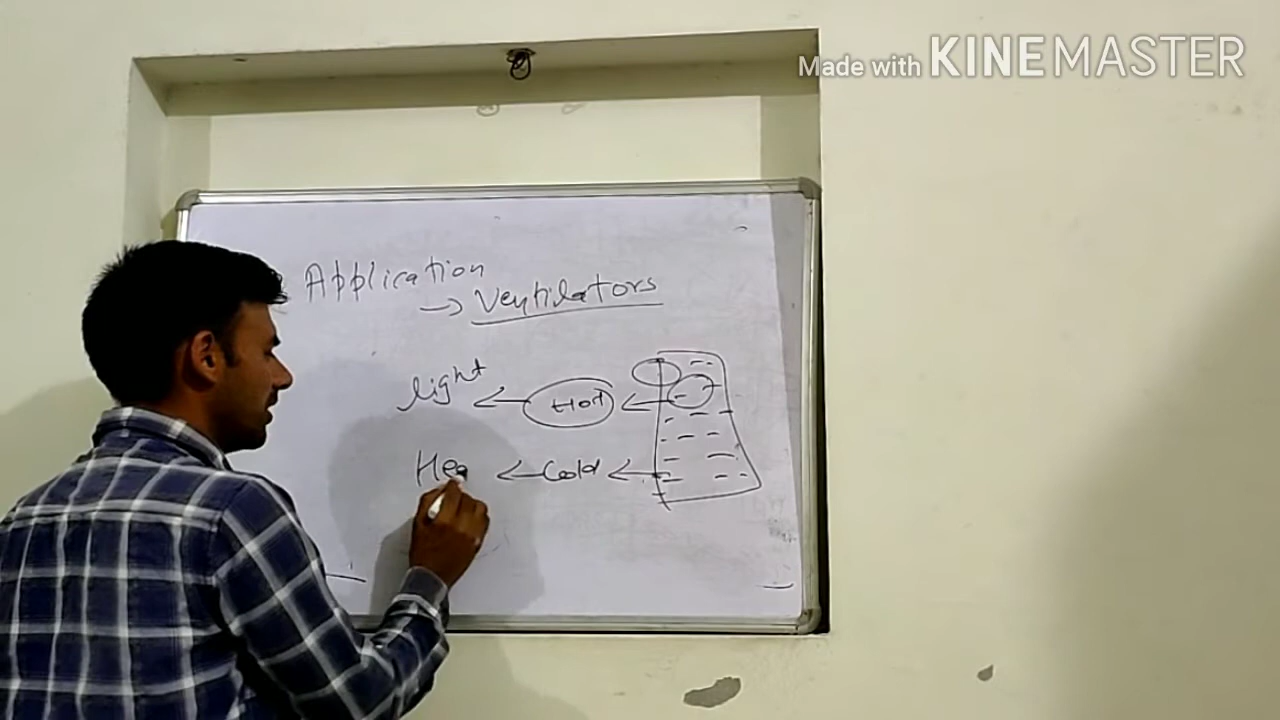 Made with KINEMASTER
Application
→ Ventilators
light ← Hot ←
Hea ← Cold ←